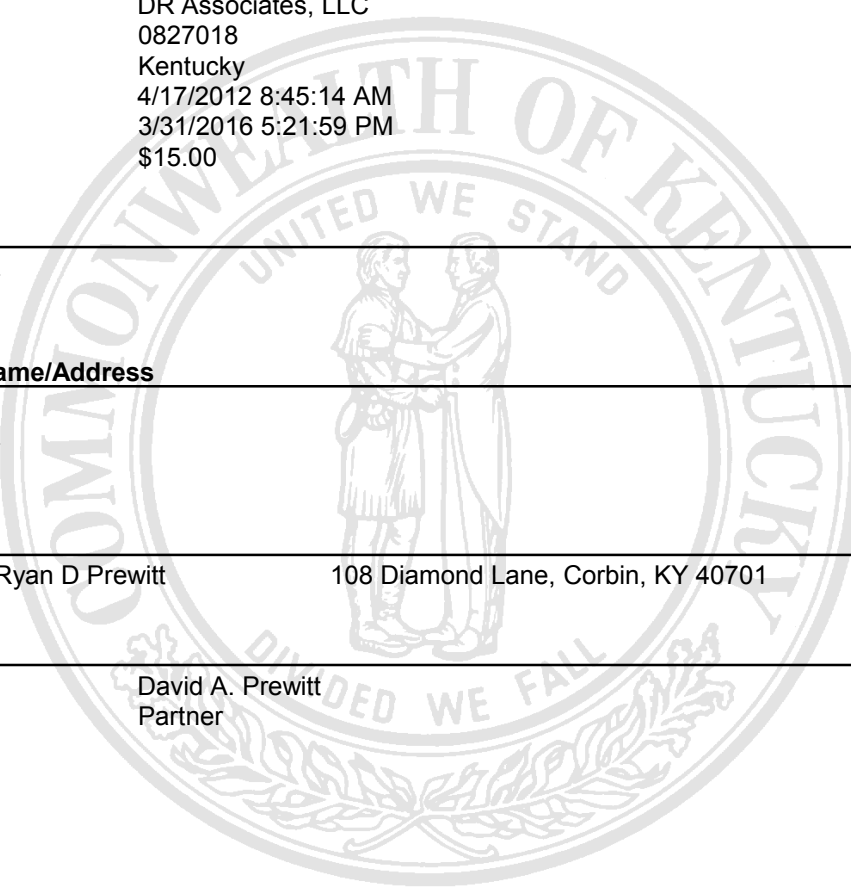 DR Associates, LLC
0827018
Kentucky
4/17/2012 8:45:14 AM
3/31/2016 5:21:59 PM
$15.00
ame/Address
Ryan D Prewitt 108 Diamond Lane, Corbin, KY 40701
David A. Prewitt
Partner
COMMONWEALTH OF KENTUCKY
UNITED WE STAND
DIVIDED WE FALL